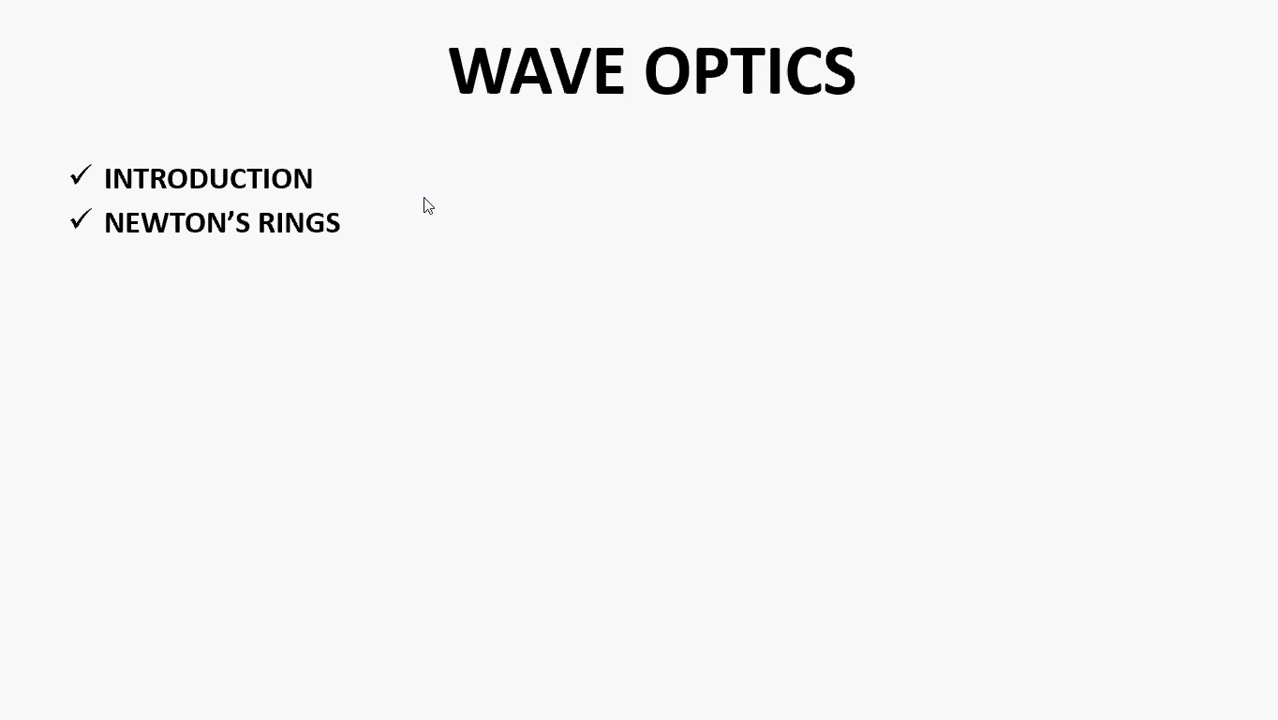 WAVE OPTICS
✓ INTRODUCTION
✓ NEWTON’S RINGS